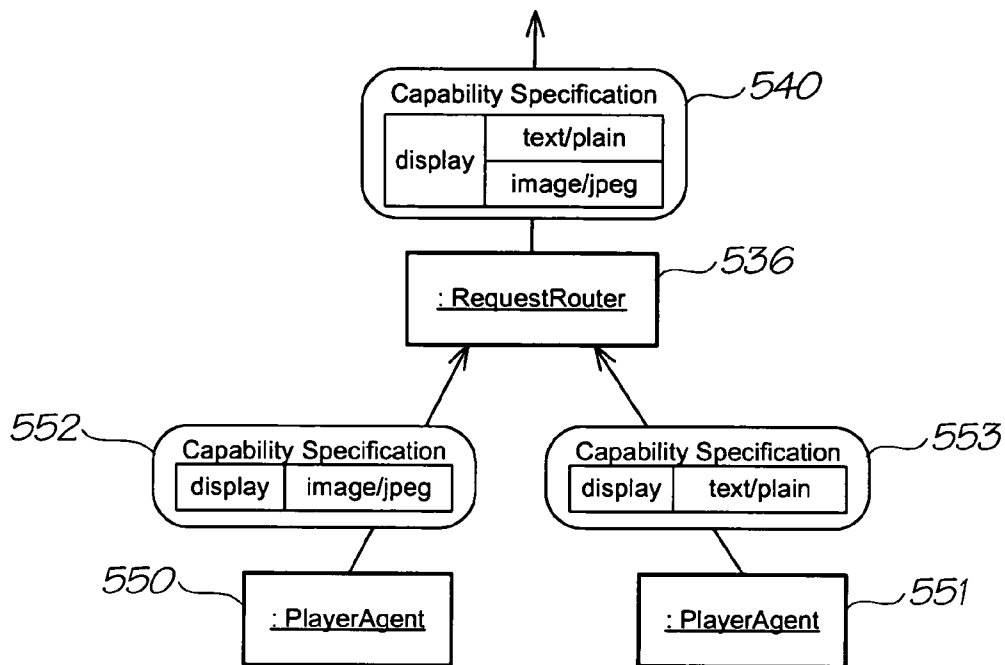 Capability Specification
540
display
text/plain
image/jpeg
536
: RequestRouter
552
Capability Specification
display image/jpeg
553
Capability Specification
display text/plain
550
: PlayerAgent
551
: PlayerAgent